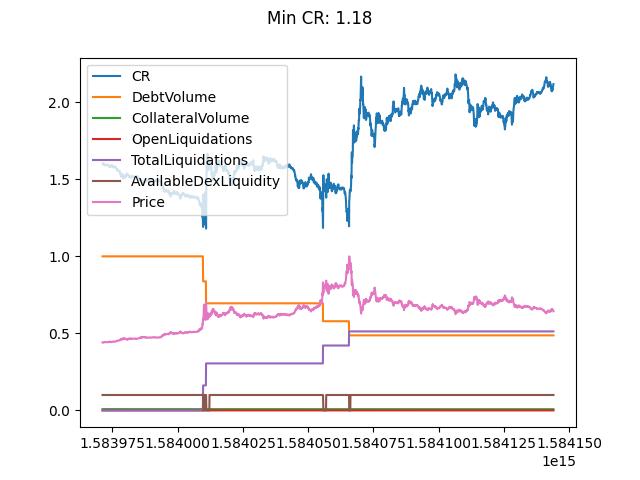 Min CR: 1.18
CR
DebtVolume
CollateralVolume
OpenLiquidations
TotalLiquidations
AvailableDexLiquidity
Price
2.0
1.5
1.0
0.5
0.0
1.583975 1.584000 1.584025 1.584050 1.584075 1.584100 1.584125 1.584150
1e15